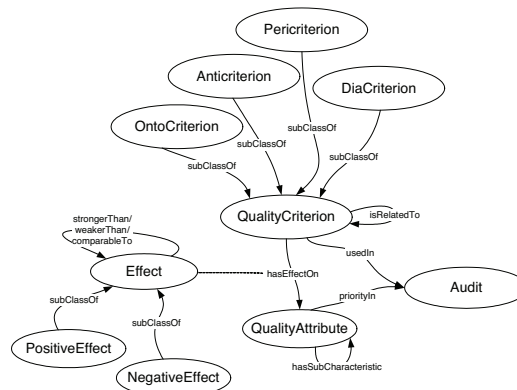 Pericriterion
Anticriterion
DiaCriterion
OntoCriterion
subClassOf
subClassOf
subClassOf
subClassOf
QualityCriterion
isRelatedTo
strongerThan/
weakerThan/
comparableTo
usedIn
Effect
hasEffectOn
Audit
subClassOf
priorityIn
subClassOf
QualityAttribute
PositiveEffect
hasSubCharacteristic
NegativeEffect